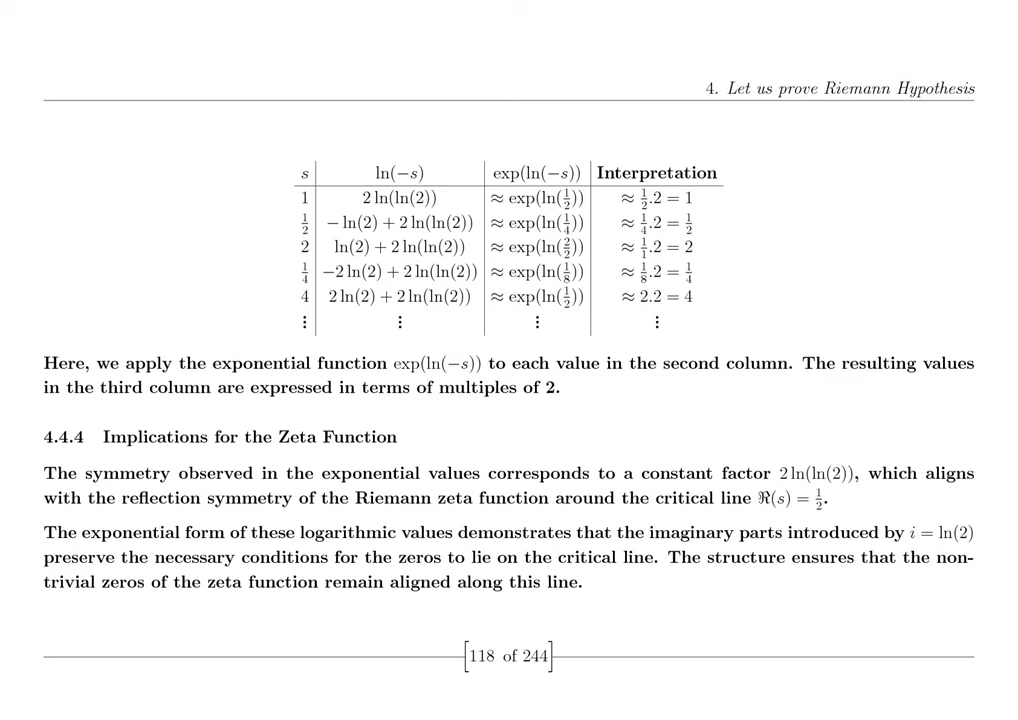 4. Let us prove Riemann Hypothesis
s ln(−s) exp(ln(−s)) Interpretation
1 2 ln(ln(2)) ≈ exp(ln(1/2)) ≈ 1/2.2 = 1
1/2 − ln(2) + 2 ln(ln(2)) ≈ exp(ln(1/4)) ≈ 1/4.2 = 1/2
2 ln(2) + 2 ln(ln(2)) ≈ exp(ln(2/2)) ≈ 1/1.2 = 2
1/4 −2 ln(2) + 2 ln(ln(2)) ≈ exp(ln(1/8)) ≈ 1/8.2 = 1/4
4 2 ln(2) + 2 ln(ln(2)) ≈ exp(ln(1/2)) ≈ 2.2 = 4
⋮ ⋮ ⋮ ⋮
Here, we apply the exponential function exp(ln(−s)) to each value in the second column. The resulting values
in the third column are expressed in terms of multiples of 2.
4.4.4 Implications for the Zeta Function
The symmetry observed in the exponential values corresponds to a constant factor 2 ln(ln(2)), which aligns
with the reflection symmetry of the Riemann zeta function around the critical line ℜ(s) = 1/2.
The exponential form of these logarithmic values demonstrates that the imaginary parts introduced by i = ln(2)
preserve the necessary conditions for the zeros to lie on the critical line. The structure ensures that the non-
trivial zeros of the zeta function remain aligned along this line.
[118 of 244]